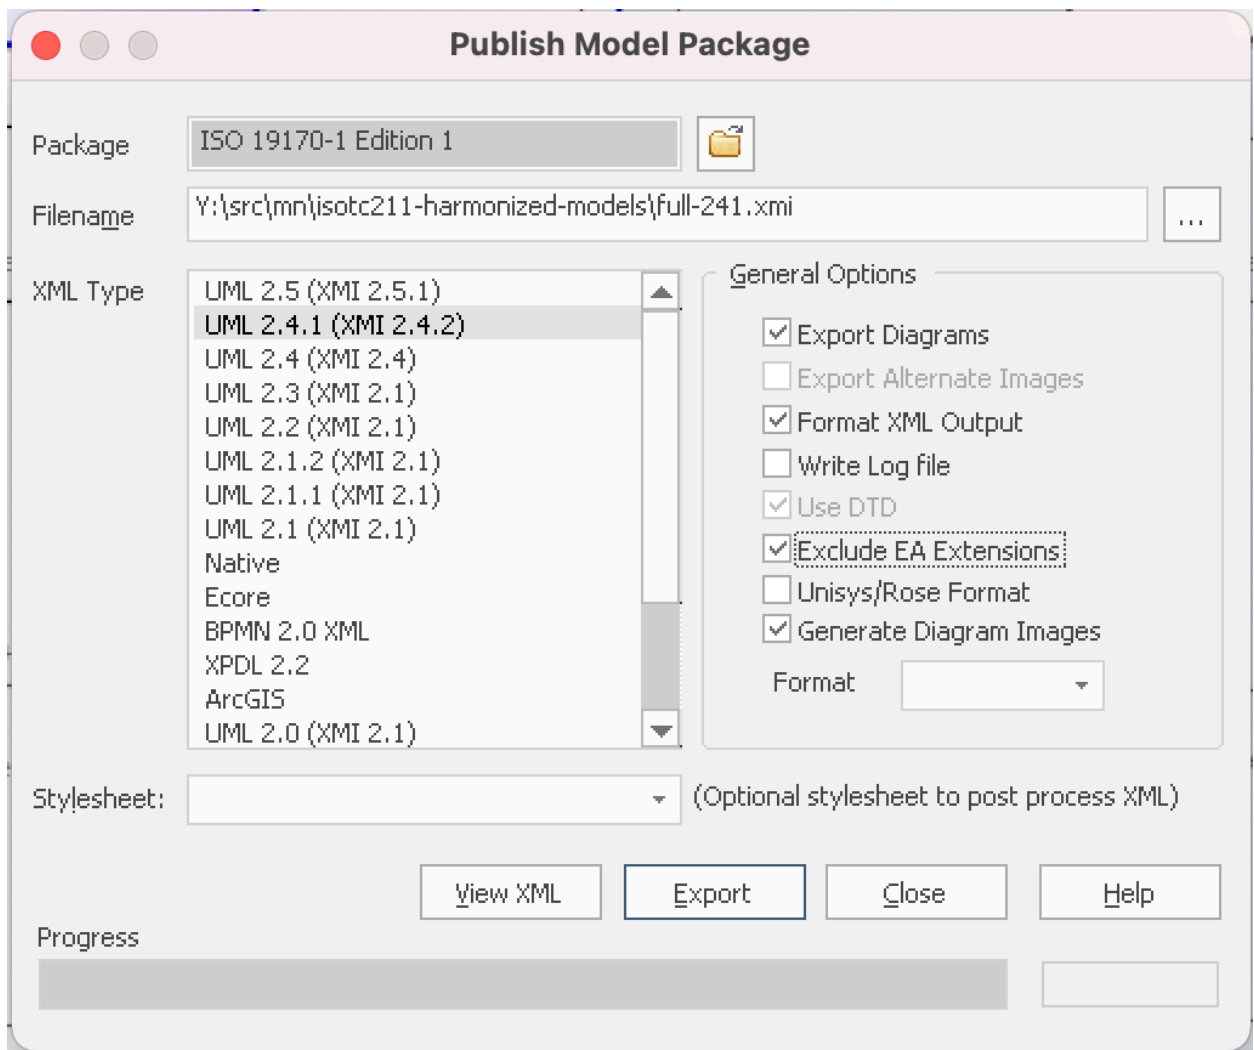 Publish Model Package
Package
ISO 19170-1 Edition 1
Filename
Y:\src\mn\isotc211-harmonized-models\full-241.xmi
...
XML Type
UML 2.5 (XMI 2.5.1)
UML 2.4.1 (XMI 2.4.2)
UML 2.4 (XMI 2.4)
UML 2.3 (XMI 2.1)
UML 2.2 (XMI 2.1)
UML 2.1.2 (XMI 2.1)
UML 2.1.1 (XMI 2.1)
UML 2.1 (XMI 2.1)
Native
Ecore
BPMN 2.0 XML
XPDL 2.2
ArcGIS
UML 2.0 (XMI 2.1)
General Options
Export Diagrams
Export Alternate Images
Format XML Output
Write Log file
Use DTD
Exclude EA Extensions
Unisys/Rose Format
Generate Diagram Images
Format
Stylesheet:
(Optional stylesheet to post process XML)
View XML
Export
Close
Help
Progress